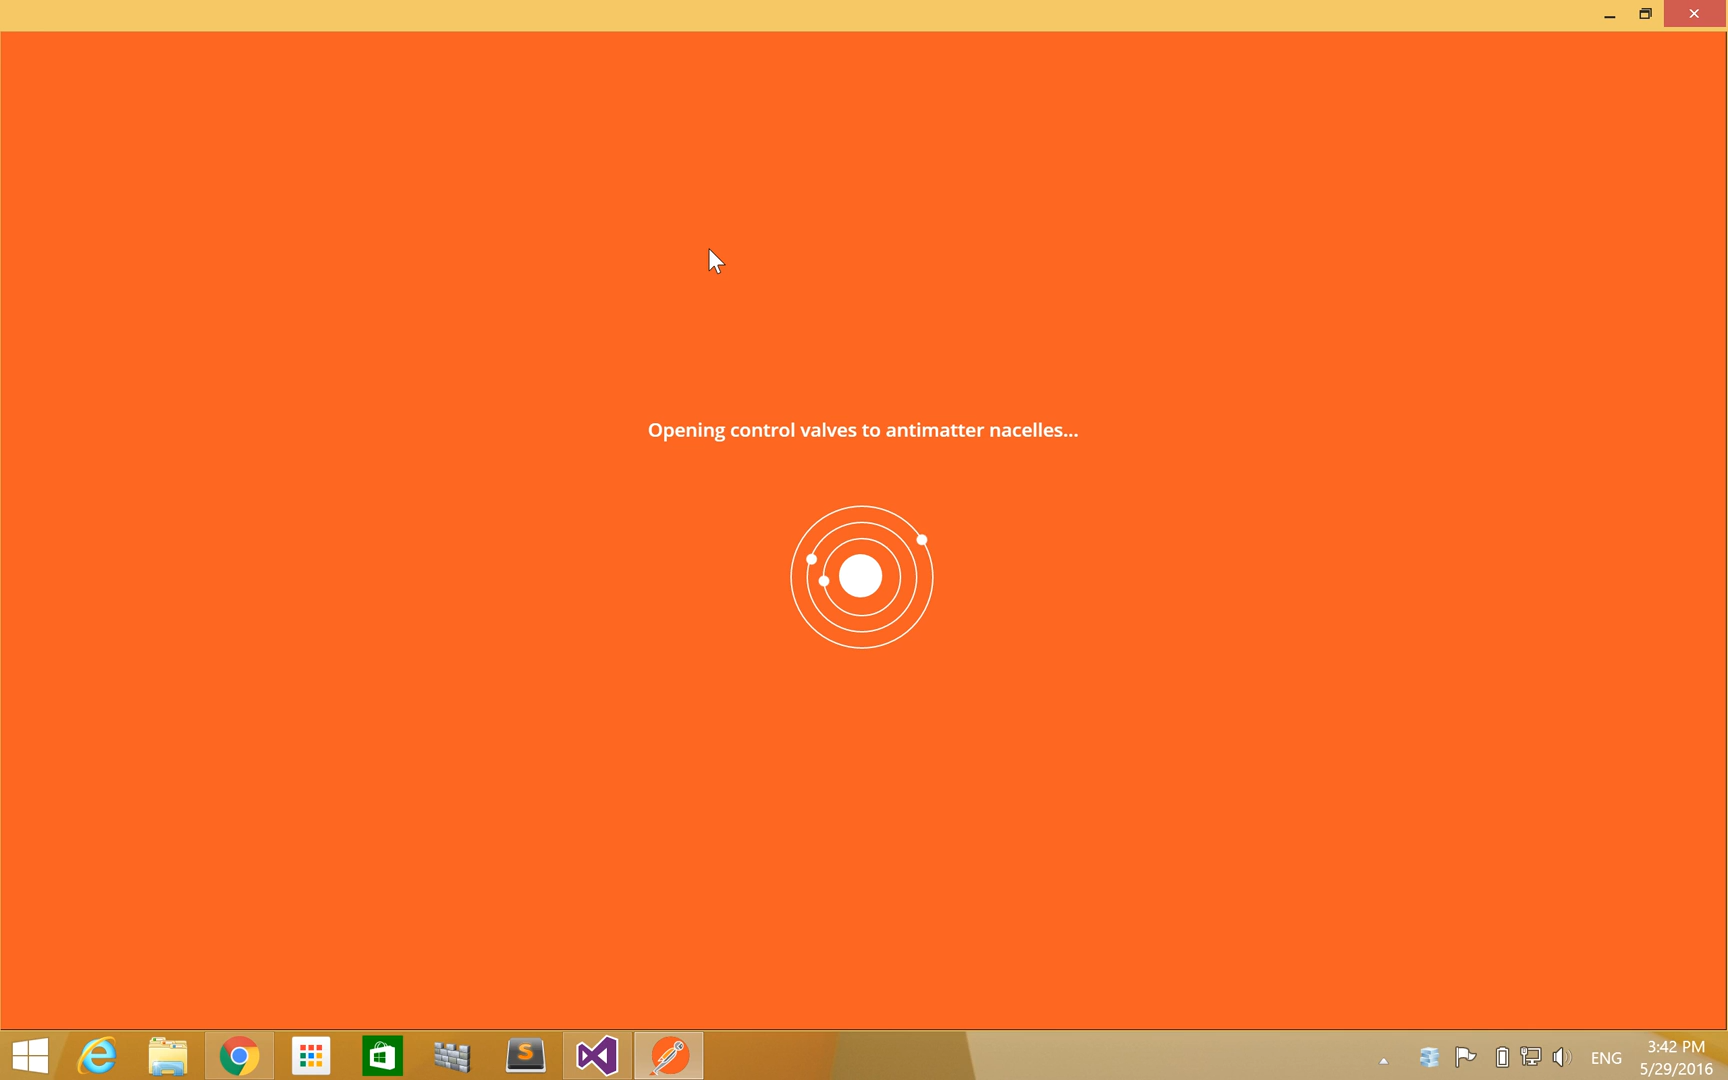 Opening control valves to antimatter nacelles...
S
ENG
3:42 PM
5/29/2016